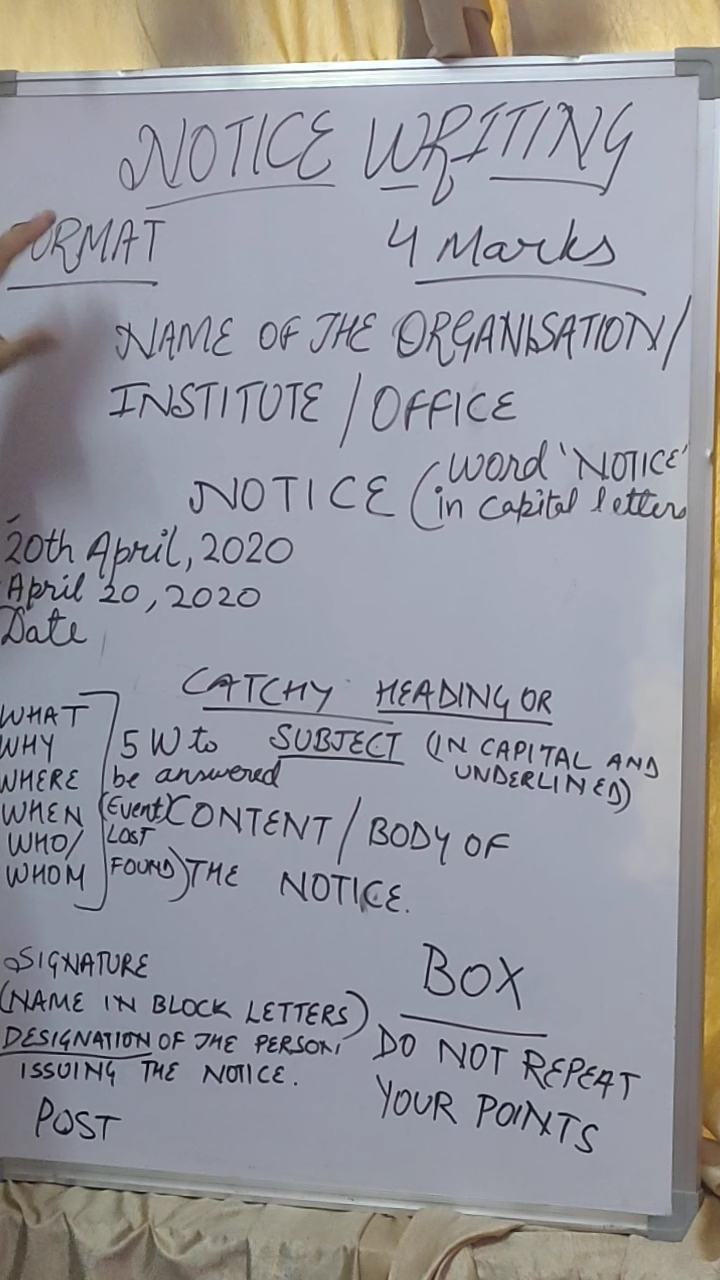 NOTICE WRITING
FORMAT 4 Marks
NAME OF THE ORGANISATION/
INSTITUTE / OFFICE
NOTICE (Word 'NOTICE'
in capital letters
20th April, 2020
April 20, 2020
Date
CATCHY HEADING OR
SUBJECT (IN CAPITAL AND
UNDERLINED)
WHAT
WHY
WHERE
WHEN
WHO/
WHOM
5 W to
be answered
(Event)
LOST
FOUND)
CONTENT / BODY OF
THE NOTICE.
SIGNATURE
(NAME IN BLOCK LETTERS)
DESIGNATION OF THE PERSON
ISSUING THE NOTICE.
POST
BOX
DO NOT REPEAT
YOUR POINTS